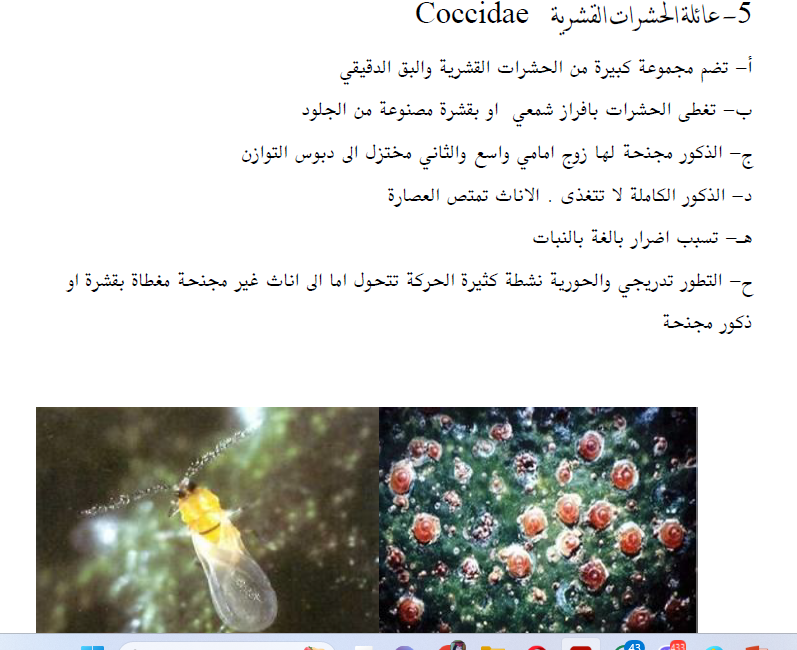 5- عائلة الحشرات القشرية Coccidae
أ- تضم مجموعة كبيرة من الحشرات القشرية والبق الدقيقي
ب- تغطى الحشرات بافراز شمعي او بقشرة مصنوعة من الجلود
ج- الذكور مجنحة لها زوج امامي واسع والثاني مختزل الى دبوس التوازن
د- الذكور الكاملة لا تتغذى . الاناث تمتص العصارة
هـ- تسبب اضرار بالغة بالنبات
ح- التطور تدريجي والحورية نشطة كثيرة الحركة تتحول اما الى اناث غير مجنحة مغطاة بقشرة او
ذكور مجنحة
43
433